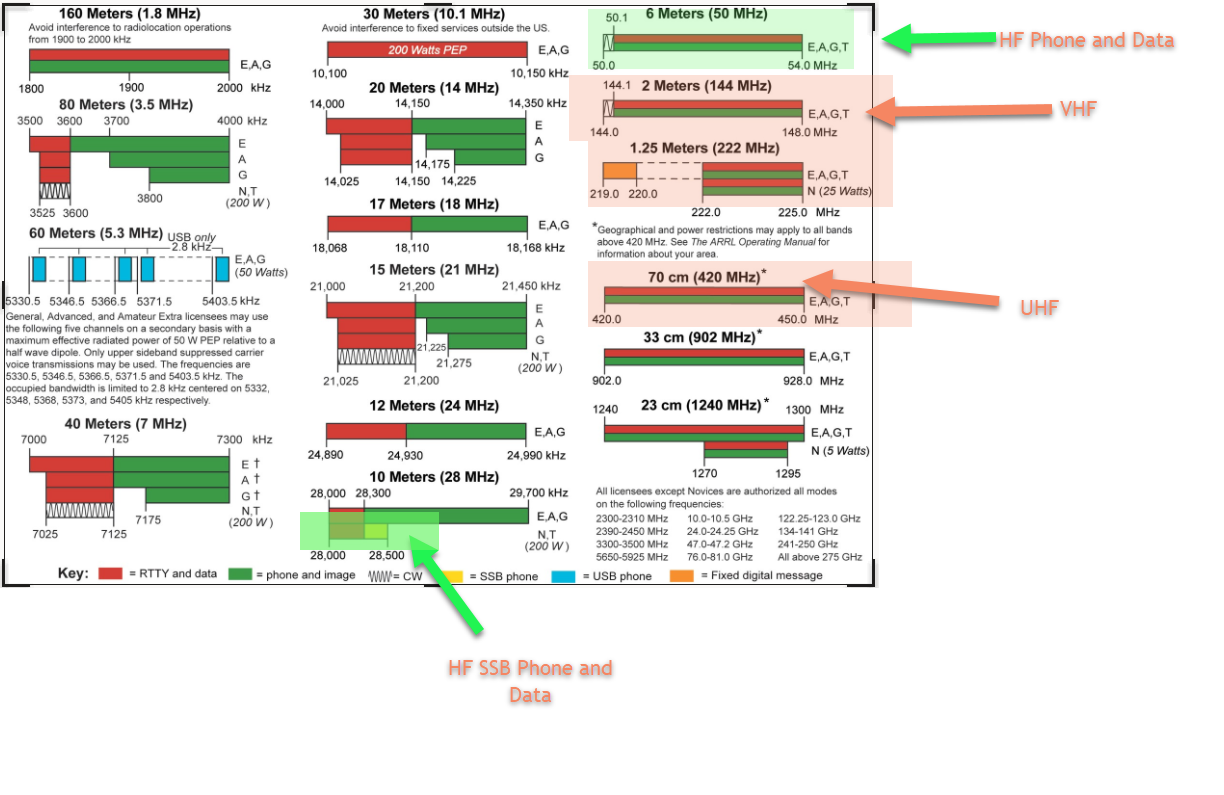 160 Meters (1.8 MHz)
Avoid interference to radiolocation operations
from 1900 to 2000 kHz
E,A,G
1800 1900 2000 kHz
80 Meters (3.5 MHz)
3500 3600 3700 4000 kHz
E
A
G
N,T
(200 W)
3800
3525 3600
60 Meters (5.3 MHz)
USB only
2.8 kHz
E,A,G
(50 Watts)
5330.5 5346.5 5366.5 5371.5 5403.5 kHz
General, Advanced, and Amateur Extra licensees may use
the following five channels on a secondary basis with a
maximum effective radiated power of 50 W PEP relative to a
half wave dipole. Only upper sideband suppressed carrier
voice transmissions may be used. The frequencies are
5330.5, 5346.5, 5366.5, 5371.5 and 5403.5 kHz. The
occupied bandwidth is limited to 2.8 kHz centered on 5332,
5348, 5368, 5373, and 5405 kHz respectively.
40 Meters (7 MHz)
7000 7125 7300 kHz
E †
A †
G †
N,T
(200 W )
7175
7025 7125
30 Meters (10.1 MHz)
Avoid interference to fixed services outside the US.
200 Watts PEP
E,A,G
10,100 10,150 kHz
20 Meters (14 MHz)
14,000 14,150 14,350 kHz
E
A
G
14,175
14,025 14,150 14,225
17 Meters (18 MHz)
E,A,G
18,068 18,110 18,168 kHz
15 Meters (21 MHz)
21,000 21,200 21,450 kHz
E
A
G
21,225
N,T
(200 W )
21,275
21,025 21,200
12 Meters (24 MHz)
E,A,G
24,890 24,930 24,990 kHz
10 Meters (28 MHz)
28,000 28,300 29,700 kHz
E,A,G
N,T
(200 W )
28,000 28,500
6 Meters (50 MHz)
50.1
E,A,G,T
50.0 54.0 MHz
144.1 2 Meters (144 MHz)
E,A,G,T
144.0 148.0 MHz
1.25 Meters (222 MHz)
E,A,G,T
N (25 Watts)
219.0 220.0
222.0 225.0 MHz
*Geographical and power restrictions may apply to all bands
above 420 MHz. See The ARRL Operating Manual for
information about your area.
70 cm (420 MHz)*
E,A,G,T
420.0 450.0 MHz
33 cm (902 MHz)*
E,A,G,T
902.0 928.0 MHz
23 cm (1240 MHz)*
1240 1300 MHz
E,A,G,T
N (5 Watts)
1270 1295
All licensees except Novices are authorized all modes
on the following frequencies:
2300-2310 MHz 10.0-10.5 GHz 122.25-123.0 GHz
2390-2450 MHz 24.0-24.25 GHz 134-141 GHz
3300-3500 MHz 47.0-47.2 GHz 241-250 GHz
5650-5925 MHz 76.0-81.0 GHz All above 275 GHz
Key: = RTTY and data = phone and image = CW = SSB phone = USB phone = Fixed digital message
HF Phone and Data
VHF
UHF
HF SSB Phone and
Data